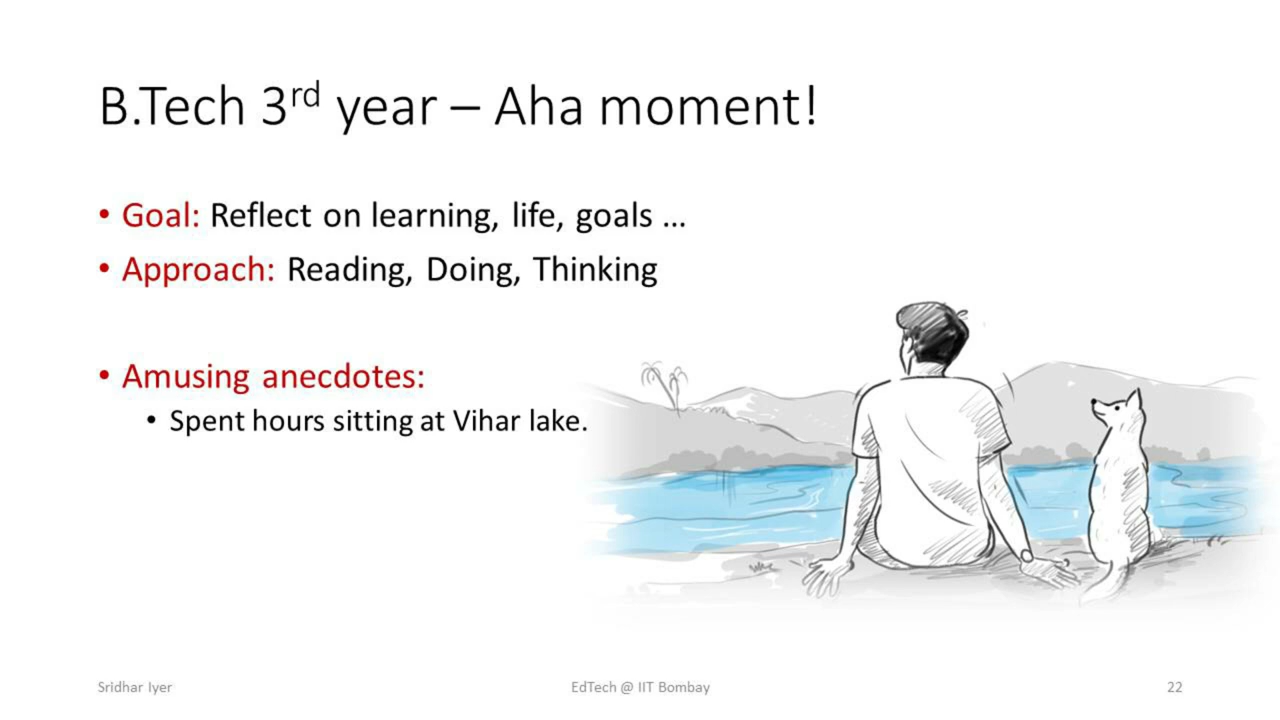 B.Tech 3rd year – Aha moment!
• Goal: Reflect on learning, life, goals …
• Approach: Reading, Doing, Thinking
• Amusing anecdotes:
• Spent hours sitting at Vihar lake.
Sridhar Iyer
EdTech @ IIT Bombay
22